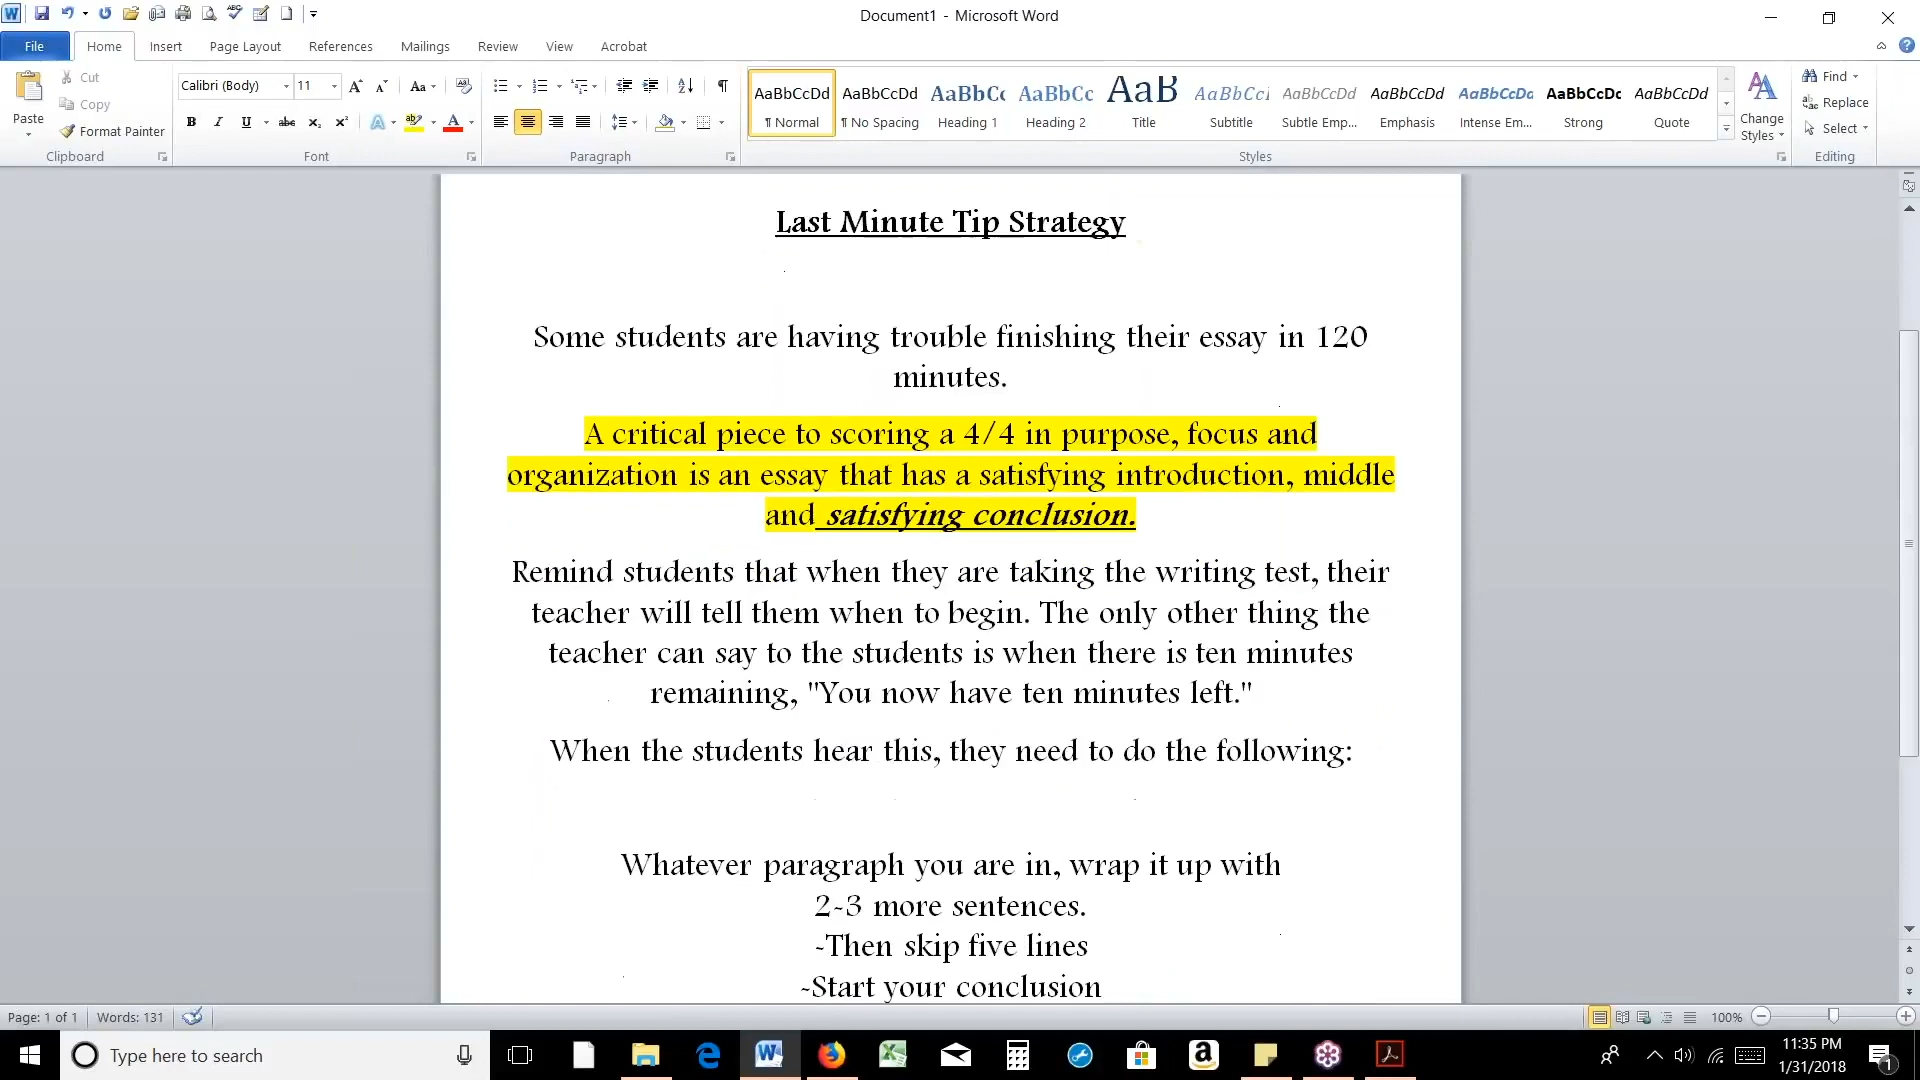 Document1 - Microsoft Word
File Home Insert Page Layout References Mailings Review View Acrobat
Paste
Cut
Copy
Format Painter
Clipboard
Calibri (Body) 11
Font
Paragraph
AaBbCcDd AaBbCcDd AaBbCc AaBbCc AaB AaBbCcI AaBbCcDd AaBbCcDd AaBbCcDd AaBbCcDc AaBbCcDd
¶ Normal ¶ No Spacing Heading 1 Heading 2 Title Subtitle Subtle Emp... Emphasis Intense Em... Strong Quote
Styles
Change Styles
Find
Replace
Select
Editing
Last Minute Tip Strategy
Some students are having trouble finishing their essay in 120
minutes.
A critical piece to scoring a 4/4 in purpose, focus and
organization is an essay that has a satisfying introduction, middle
and satisfying conclusion.
Remind students that when they are taking the writing test, their
teacher will tell them when to begin. The only other thing the
teacher can say to the students is when there is ten minutes
remaining, "You now have ten minutes left."
When the students hear this, they need to do the following:
Whatever paragraph you are in, wrap it up with
2-3 more sentences.
-Then skip five lines
-Start your conclusion
Page: 1 of 1 Words: 131
100%
Type here to search
11:35 PM
1/31/2018
1